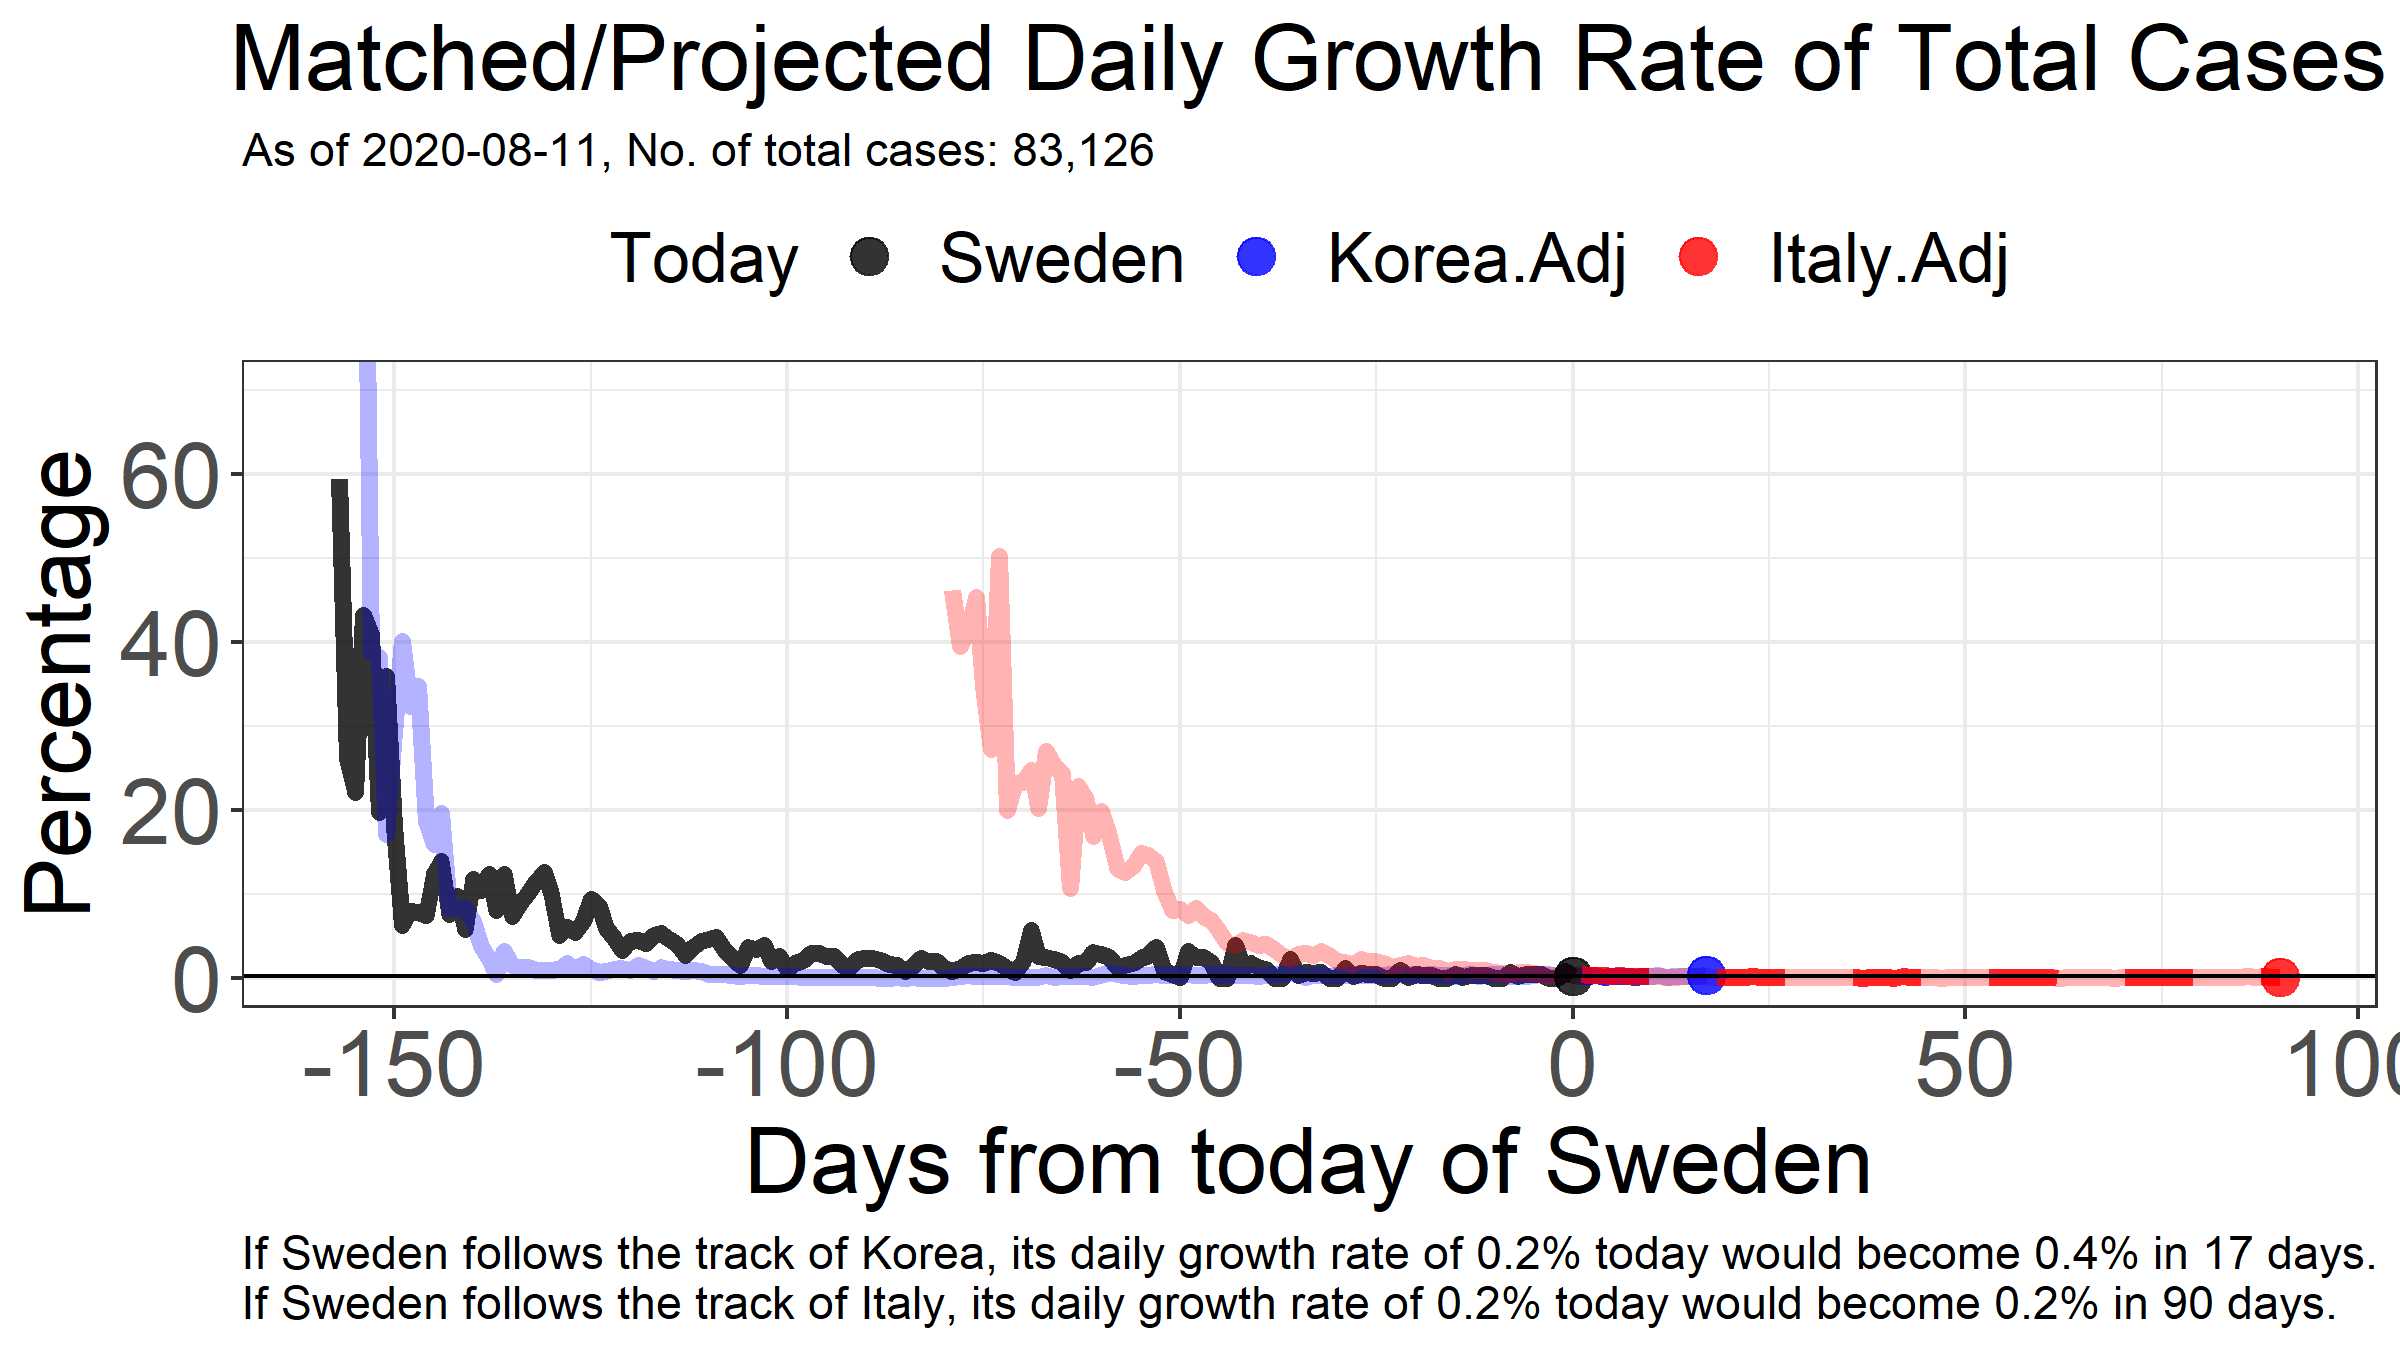 Matched/Projected Daily Growth Rate of Total Cases
As of 2020-08-11, No. of total cases: 83,126
Today Sweden Korea.Adj Italy.Adj
Percentage
60
40
20
0
-150 -100 -50 0 50 100
Days from today of Sweden
If Sweden follows the track of Korea, its daily growth rate of 0.2% today would become 0.4% in 17 days.
If Sweden follows the track of Italy, its daily growth rate of 0.2% today would become 0.2% in 90 days.